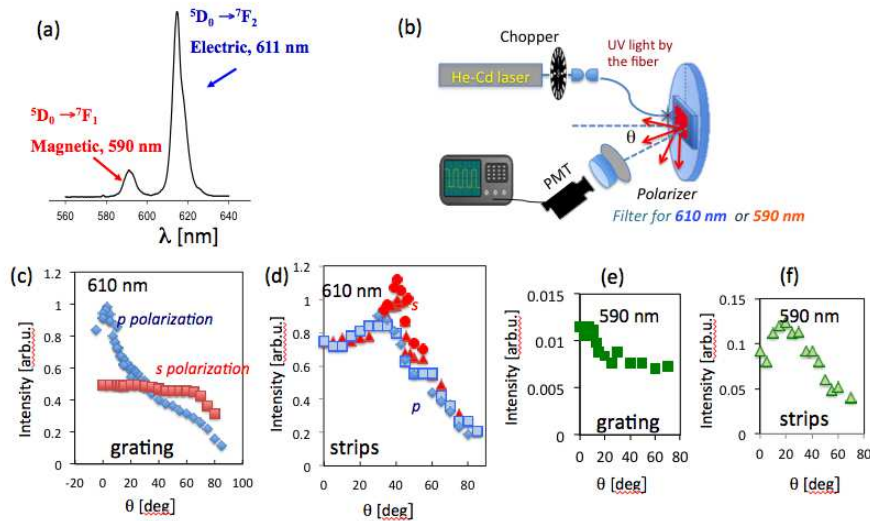 (a)
⁵D₀ →⁷F₂
Electric, 611 nm
⁵D₀ →⁷F₁
Magnetic, 590 nm
560 580 600 620 640
λ [nm]
(b)
Chopper
UV light by
the fiber
He-Cd laser
θ
PMT
Polarizer
Filter for 610 nm or 590 nm
(c)
610 nm
p polarization
s polarization
grating
Intensity [arb.u.]
1.2
1
0.8
0.6
0.4
0.2
0
-20 0 20 40 60 80 100
θ [deg]
(d)
610 nm
s
p
strips
Intensity [arb.u.]
1.2
1
0.8
0.6
0.4
0.2
0
0 20 40 60 80
θ [deg]
(e)
590 nm
grating
Intensity [arb.u.]
0.015
0.01
0.005
0
0 20 40 60 80
θ [deg]
(f)
590 nm
strips
Intensity [arb.u.]
0.15
0.1
0.05
0
0 20 40 60 80
θ [deg]